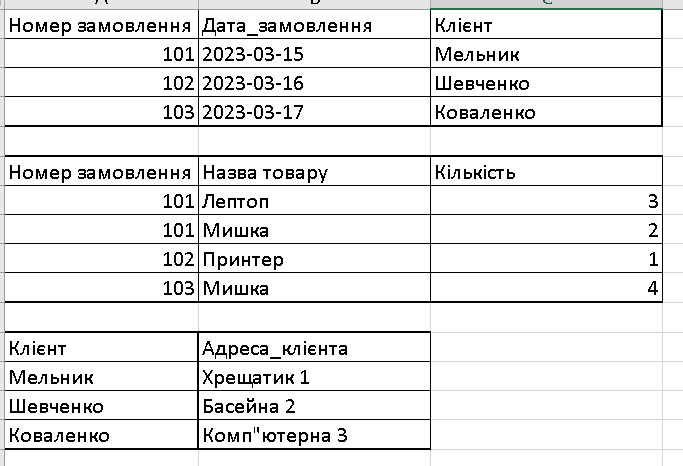 Номер замовлення Дата_замовлення Клієнт
101 2023-03-15 Мельник
102 2023-03-16 Шевченко
103 2023-03-17 Коваленко
Номер замовлення Назва товару Кількість
101 Лептоп 3
101 Мишка 2
102 Принтер 1
103 Мишка 4
Клієнт Адреса_клієнта
Мельник Хрещатик 1
Шевченко Басейна 2
Коваленко Комп"ютерна 3